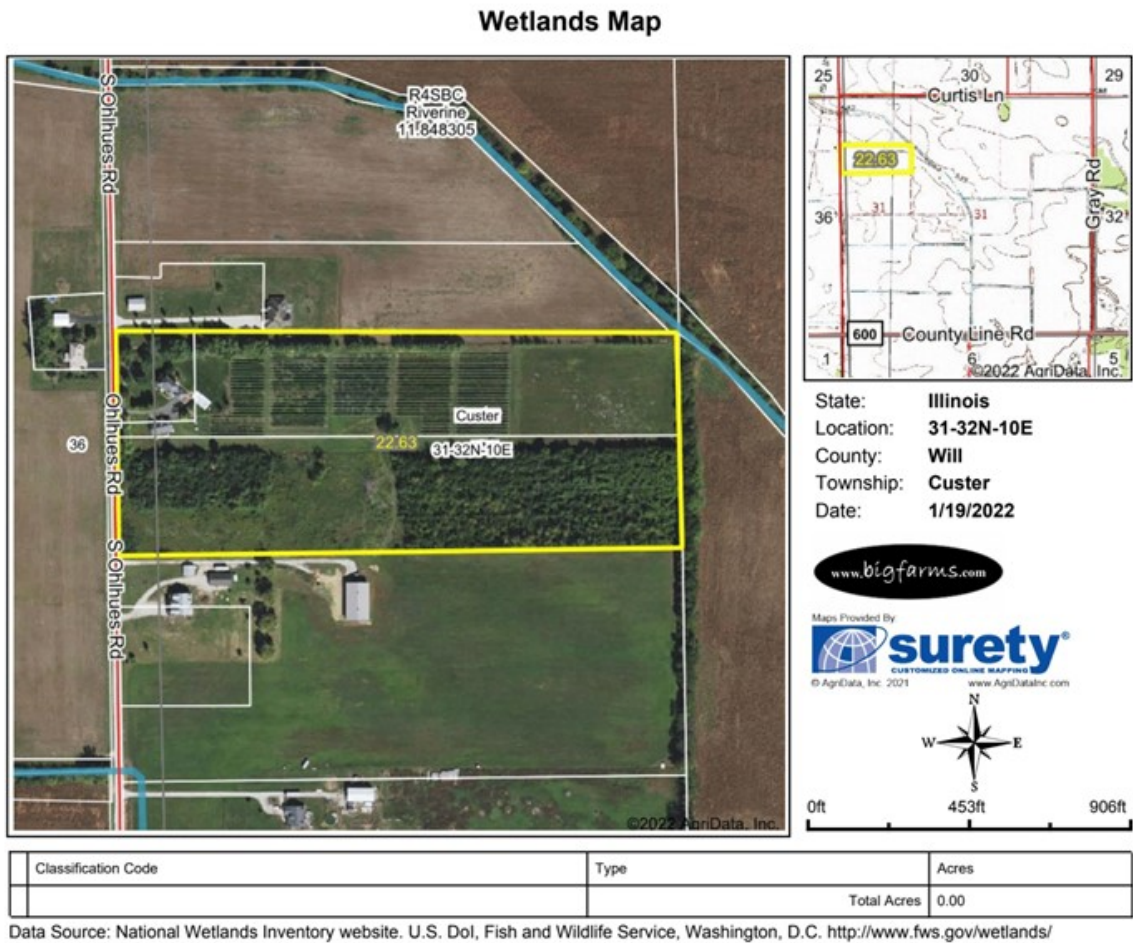 Wetlands Map
S Ohlhues Rd
R4SBC
Riverine
11.848305
Custer
36
22.63
31-32N-10E
Ohlhues Rd
S Ohlhues Rd
©2022 AgriData, Inc.
25
30
29
Curtis Ln
22.63
36
31
31
32
Gray Rd
600
County Line Rd
1
6
5
©2022 AgriData, Inc.
State: Illinois
Location: 31-32N-10E
County: Will
Township: Custer
Date: 1/19/2022
www.bigfarms.com
Maps Provided By:
surety®
CUSTOMIZED ONLINE MAPPING
© AgriData, Inc. 2021 www.AgriDataInc.com
N
W E
S
0ft 453ft 906ft
Classification Code Type Acres
Total Acres 0.00
Data Source: National Wetlands Inventory website. U.S. DoI, Fish and Wildlife Service, Washington, D.C. http://www.fws.gov/wetlands/